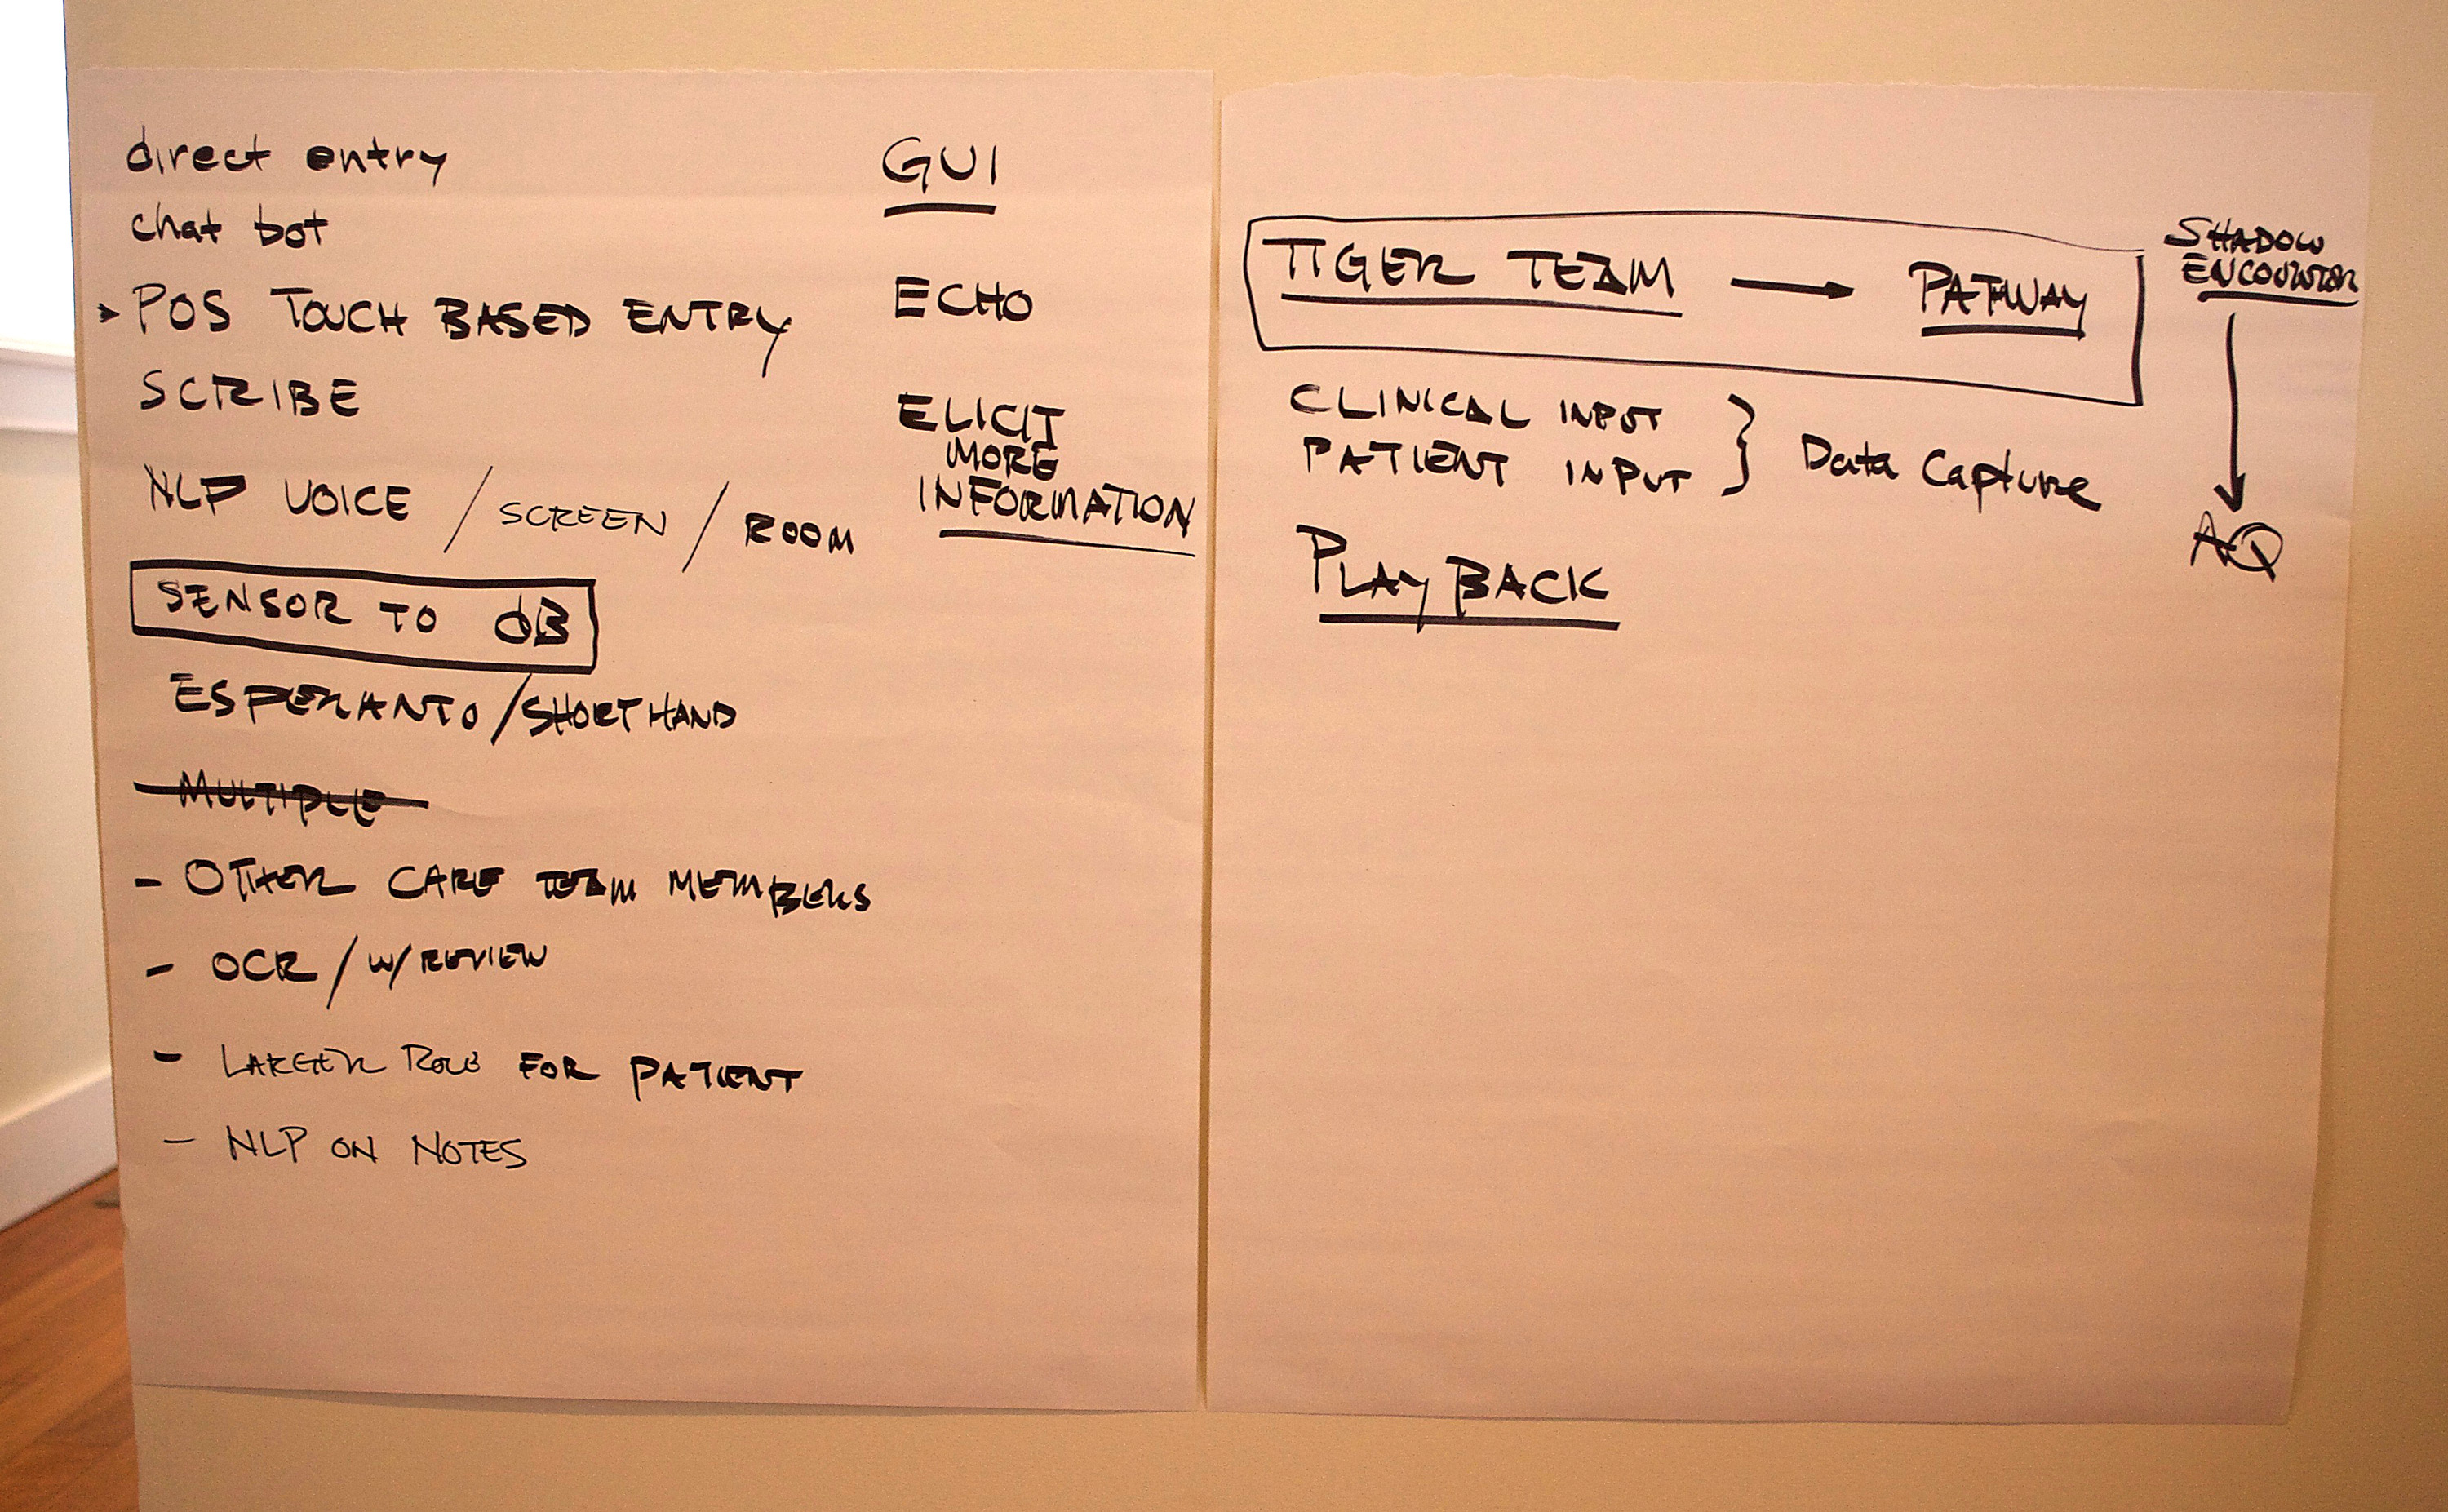 direct entry
chat bot
POS TOUCH BASED ENTRY
SCRIBE
NLP VOICE / SCREEN / ROOM
SENSOR TO dB
ESPERANTO/SHORTHAND
MULTIPLE
- OTHER CARE TEAM MEMBERS
- OCR / W/ REVIEW
- LARGER ROLE FOR PATIENT
- NLP ON NOTES
GUI
ECHO
ELICIT
MORE
INFORMATION
TIGER TEAM → PATWAY
CLINICAL INPUT
PATIENT INPUT } Data Capture
PLAYBACK
SHADOW
ENCOUNTER
AQ